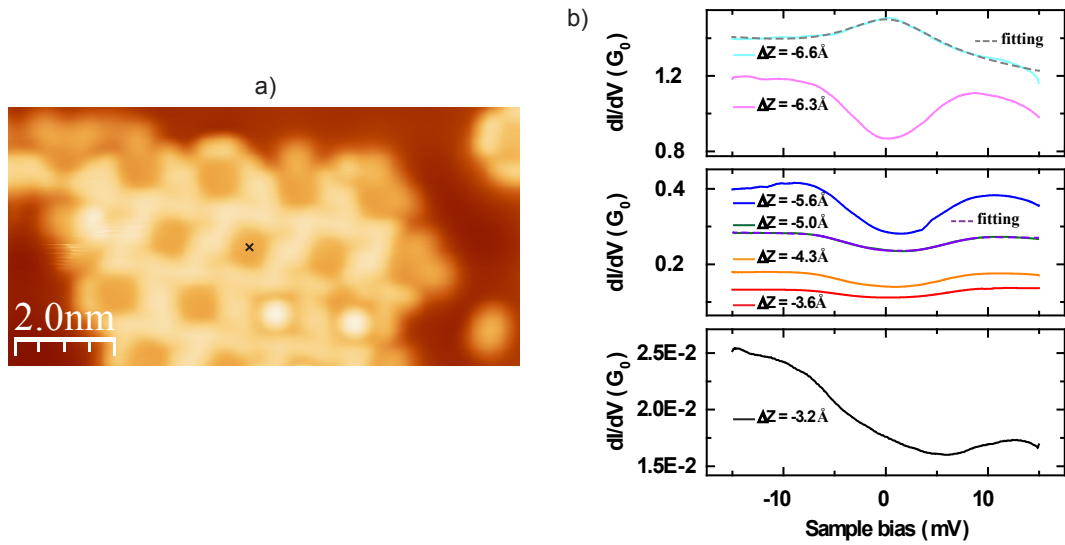 a)
2.0nm
b)
dI/dV (G₀)
1.2
0.8
fitting
ΔZ = -6.6Å
ΔZ = -6.3Å
dI/dV (G₀)
0.4
0.2
ΔZ = -5.6Å
ΔZ = -5.0Å
fitting
ΔZ = -4.3Å
ΔZ = -3.6Å
dI/dV (G₀)
2.5E-2
2.0E-2
1.5E-2
ΔZ = -3.2Å
-10 0 10
Sample bias (mV)